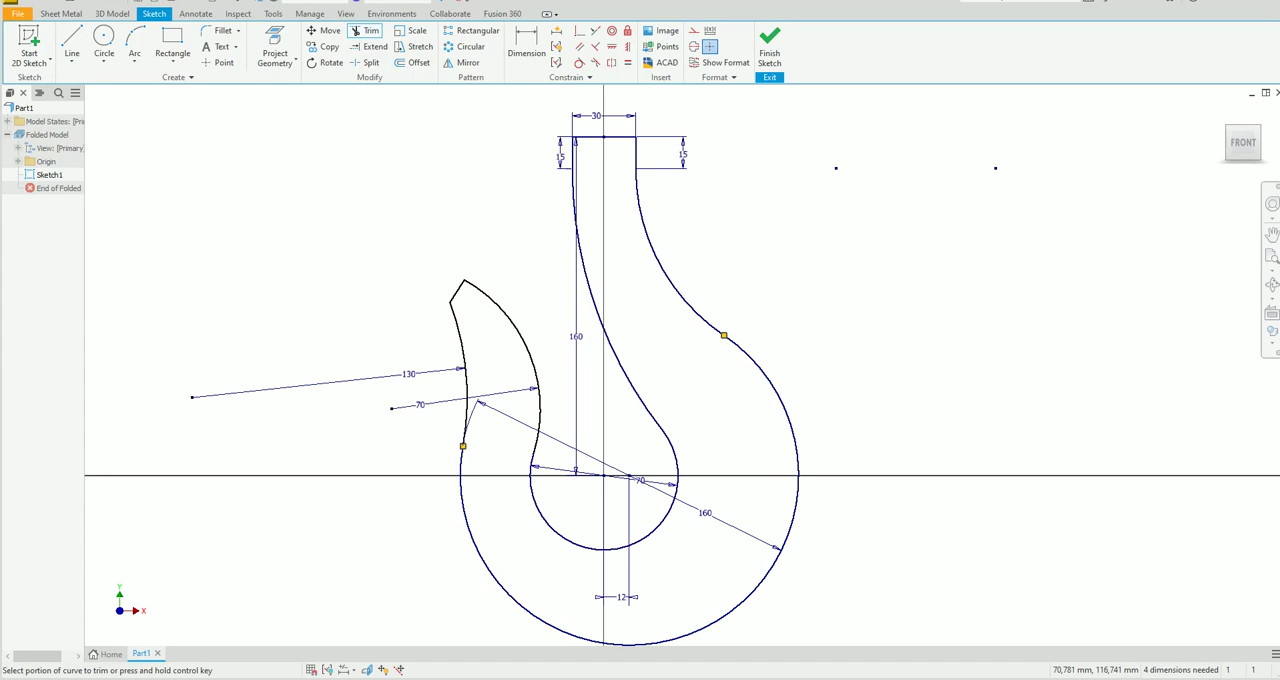 File Sheet Metal 3D Model Sketch Annotate Inspect Tools Manage View Environments Collaborate Fusion 360
Start 2D Sketch
Line
Circle
Arc
Rectangle
Fillet
Text
Point
Project Geometry
Move
Copy
Rotate
Trim
Extend
Split
Scale
Stretch
Offset
Rectangular
Circular
Mirror
Dimension
Image
Points
ACAD
Show Format
Finish Sketch
Sketch
Create
Modify
Pattern
Constrain
Insert
Format
Exit
Part1
Model States: [Pri
Folded Model
View: [Primary]
Origin
Sketch1
End of Folded
FRONT
30
15
15
160
130
70
70
160
12
Y
X
Home
Part1
Select portion of curve to trim or press and hold control key
70,781 mm, 116,741 mm 4 dimensions needed 1 1